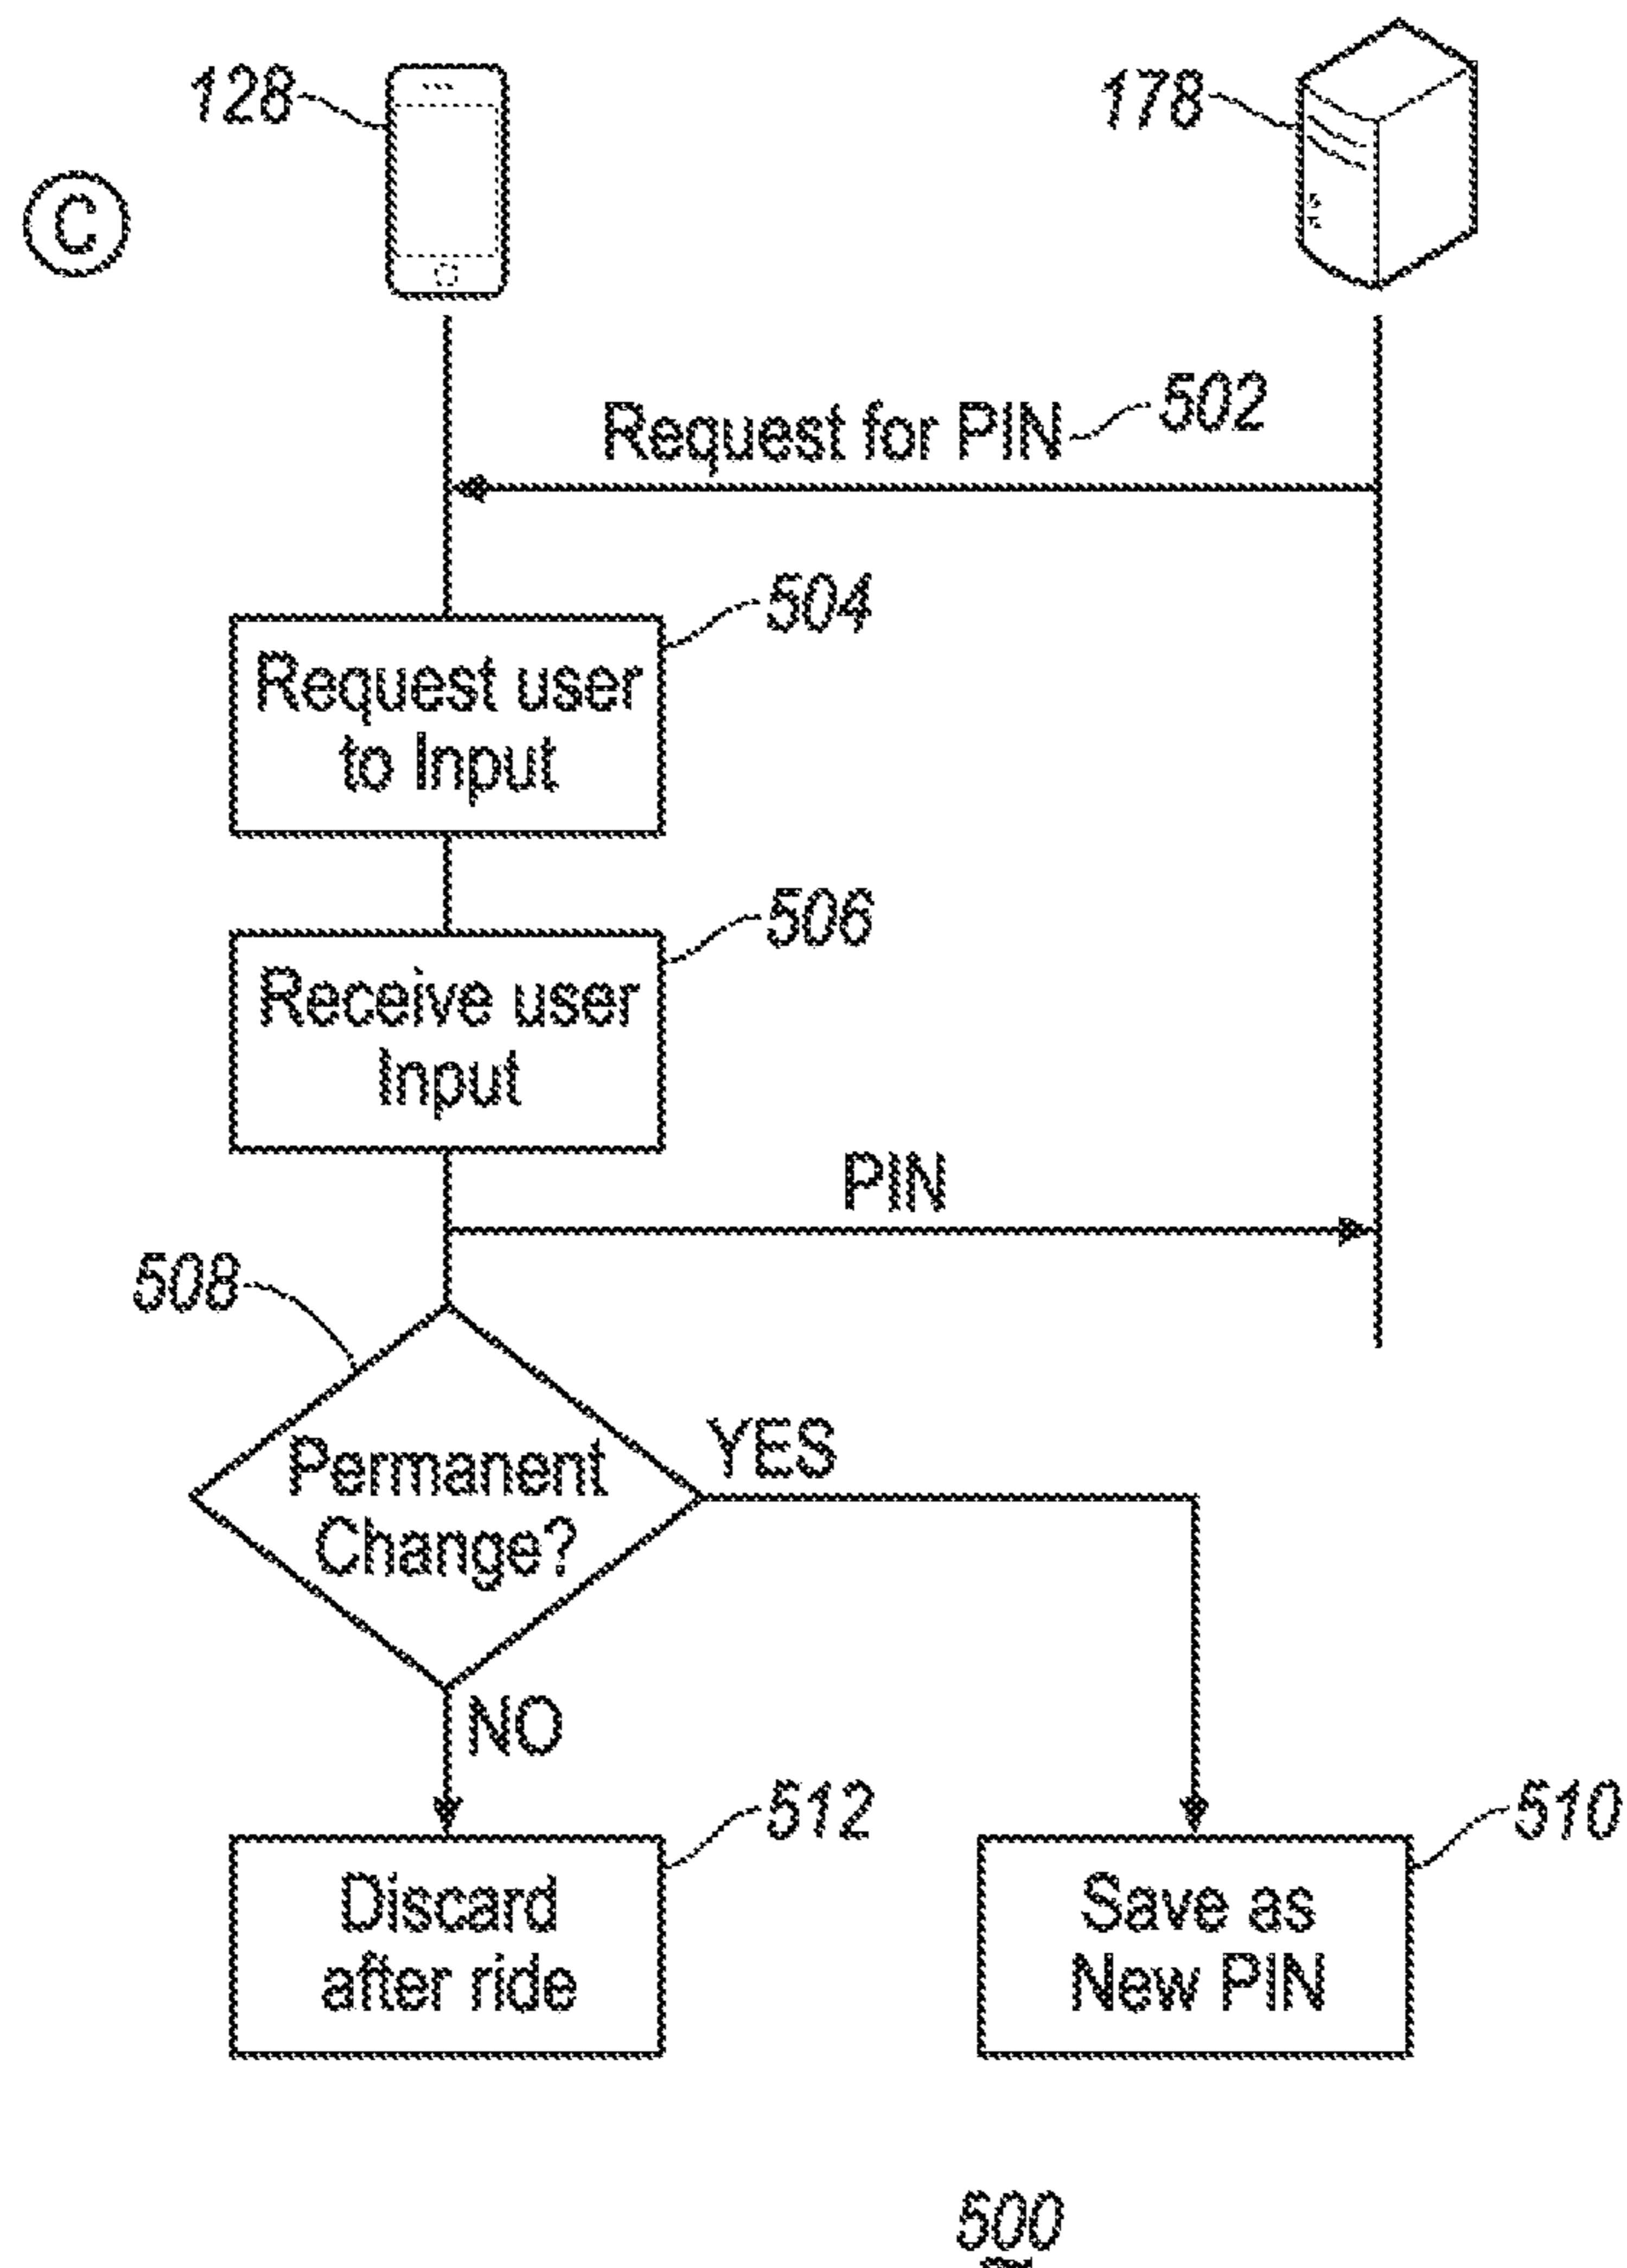 128
178
C
Request for PIN
502
504
Request user
to Input
506
Receive user
Input
PIN
508
Permanent
Change?
YES
NO
512
510
Discard
after ride
Save as
New PIN
500